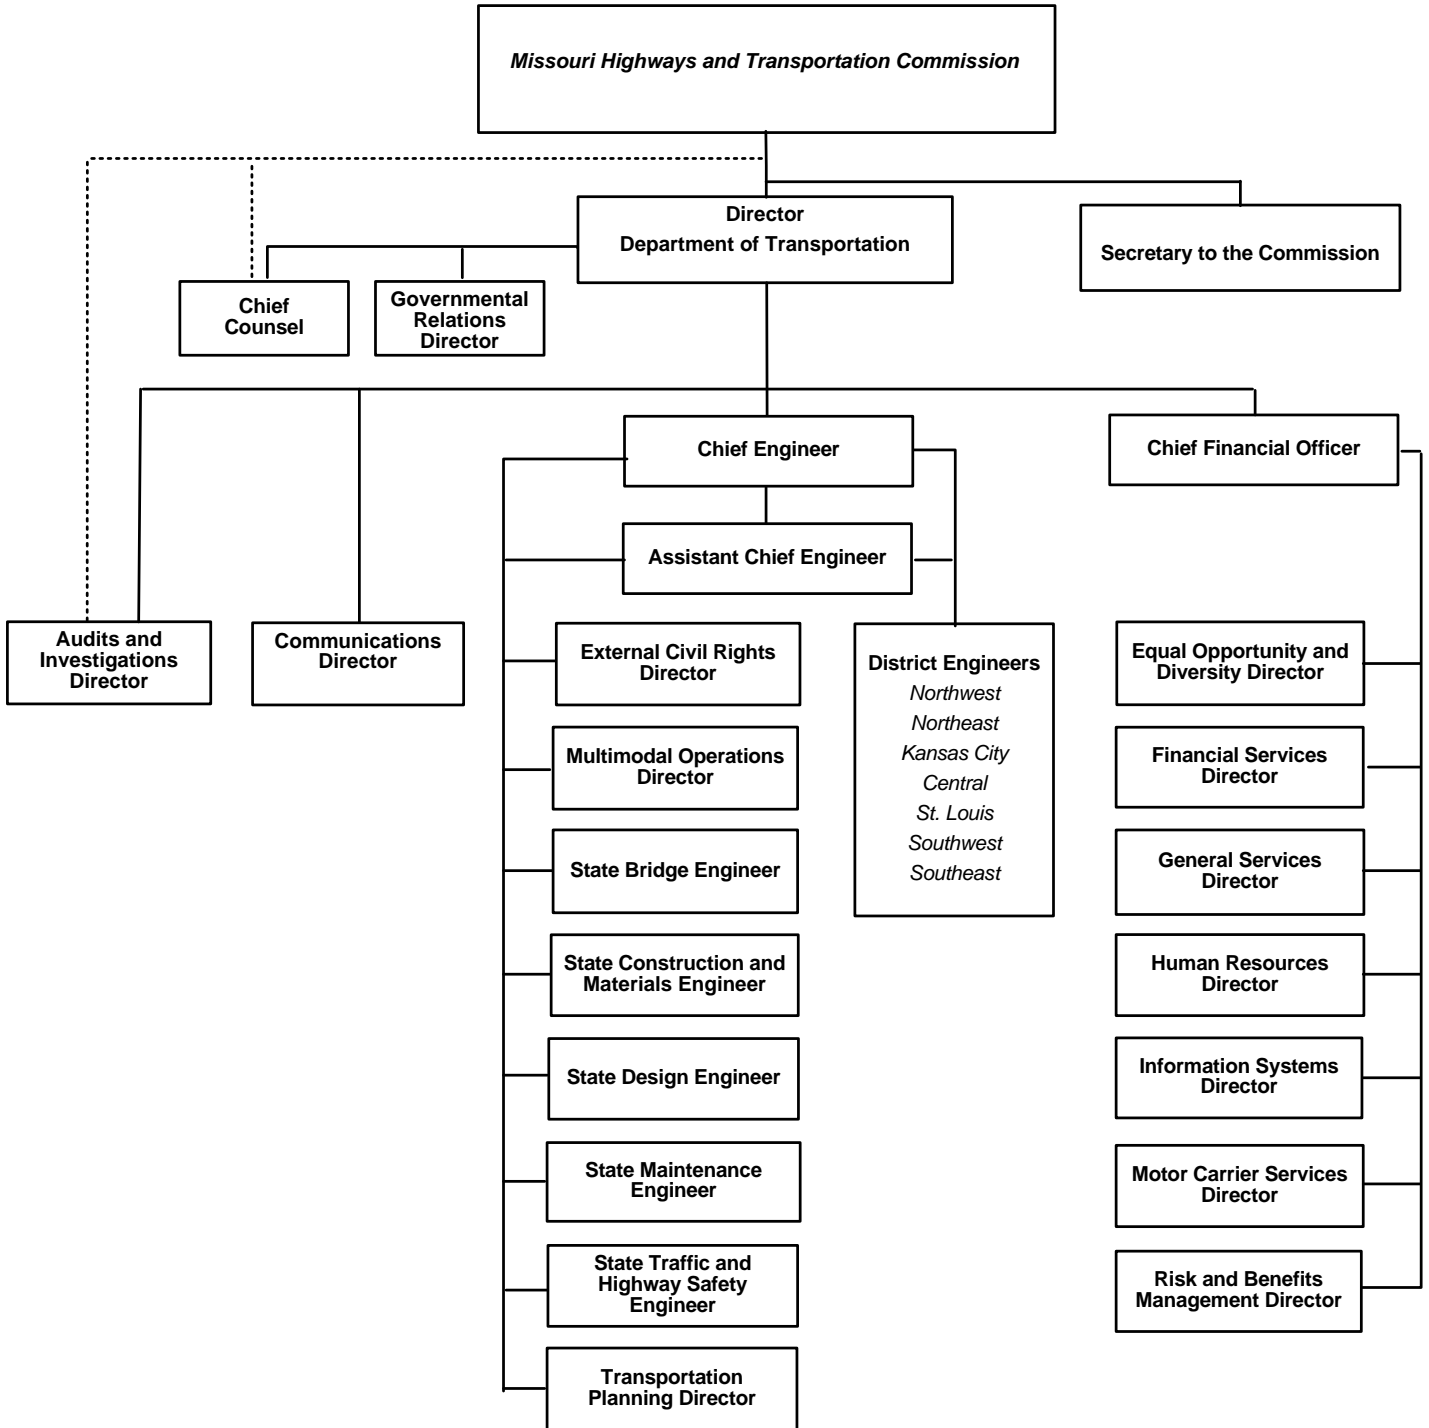 Missouri Highways and Transportation Commission
Director
Department of Transportation
Secretary to the Commission
Chief
Counsel
Governmental
Relations
Director
Chief Engineer
Chief Financial Officer
Assistant Chief Engineer
Audits and
Investigations
Director
Communications
Director
External Civil Rights
Director
Multimodal Operations
Director
State Bridge Engineer
State Construction and
Materials Engineer
State Design Engineer
State Maintenance
Engineer
State Traffic and
Highway Safety
Engineer
Transportation
Planning Director
District Engineers
Northwest
Northeast
Kansas City
Central
St. Louis
Southwest
Southeast
Equal Opportunity and
Diversity Director
Financial Services
Director
General Services
Director
Human Resources
Director
Information Systems
Director
Motor Carrier Services
Director
Risk and Benefits
Management Director